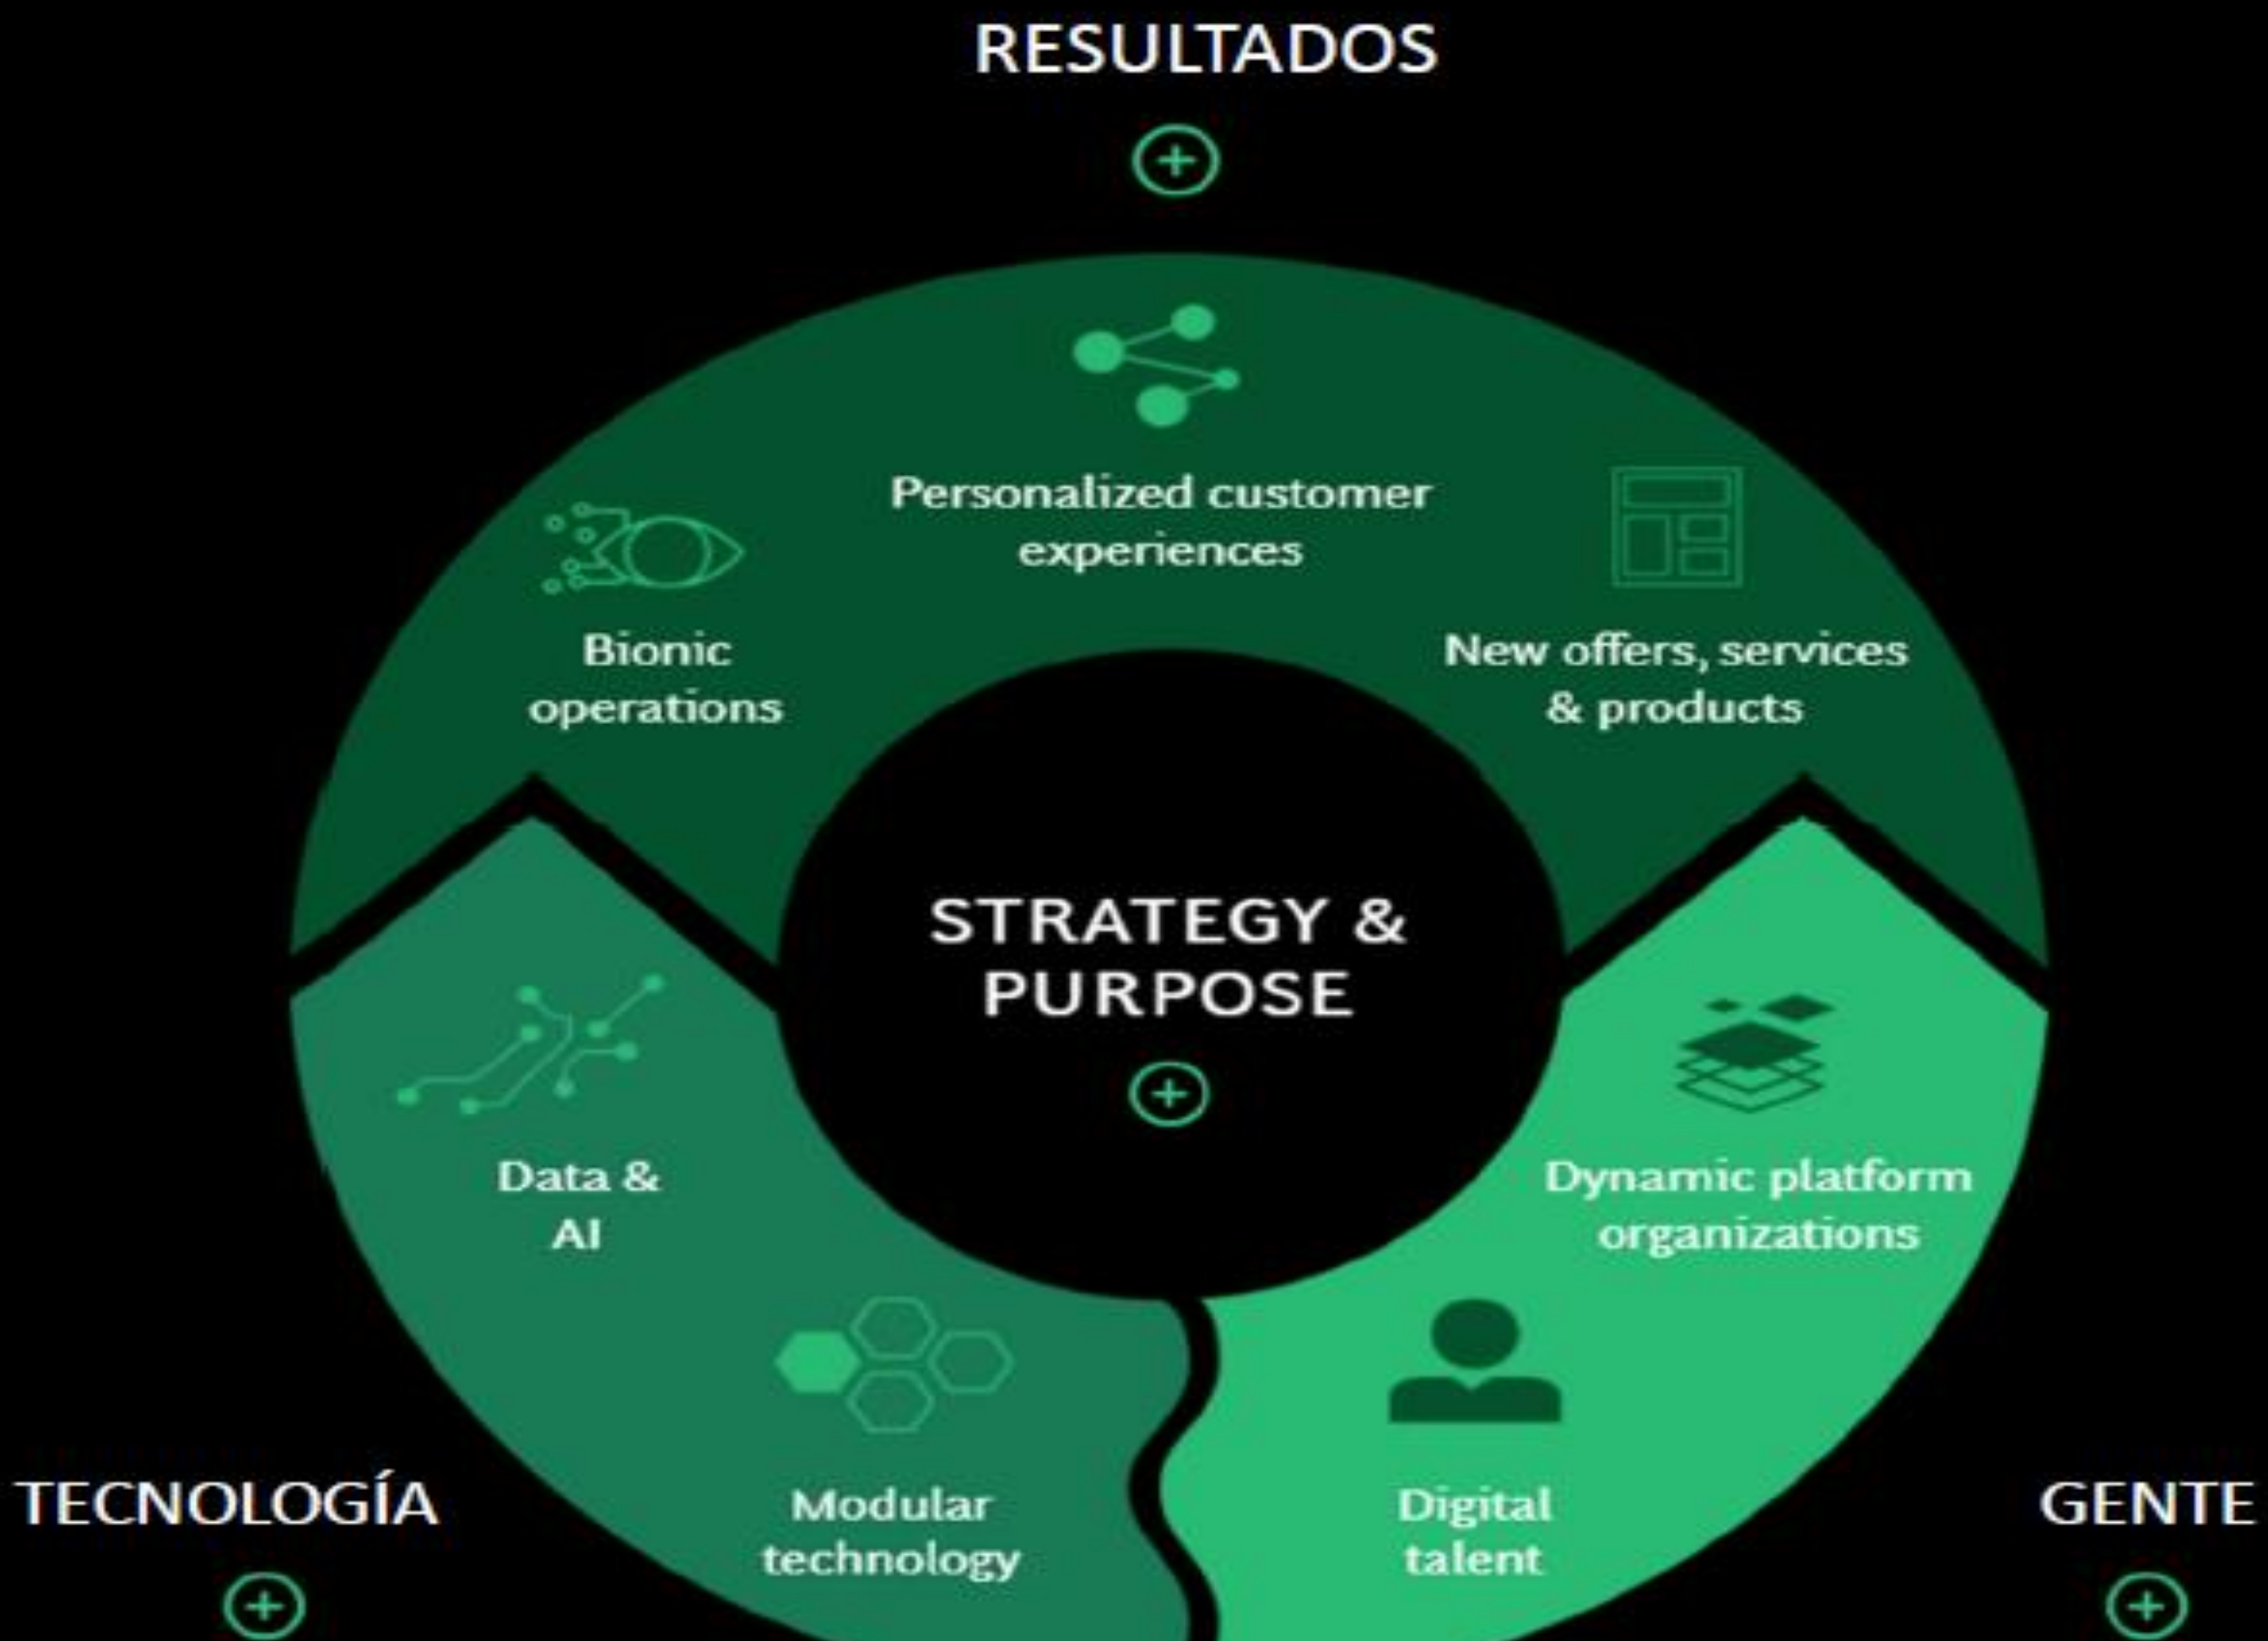 RESULTADOS
Personalized customer
experiences
Bionic
operations
New offers, services
& products
STRATEGY &
PURPOSE
Data &
AI
Dynamic platform
organizations
Modular
technology
Digital
talent
TECNOLOGÍA
GENTE